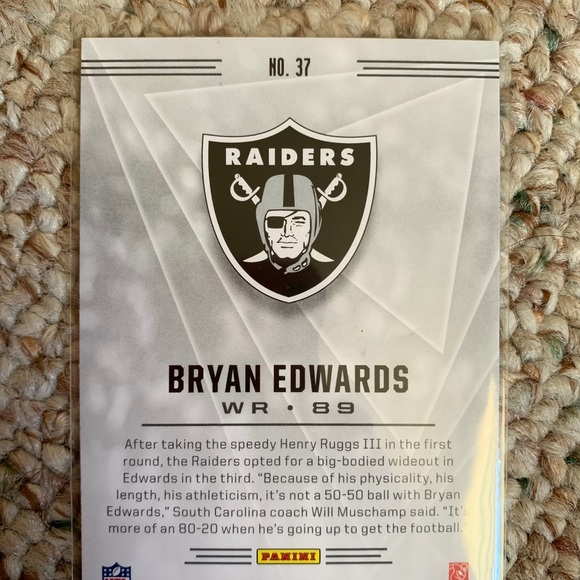 NO. 37
RAIDERS
BRYAN EDWARDS
WR • 89
After taking the speedy Henry Ruggs III in the first
round, the Raiders opted for a big-bodied wideout in
Edwards in the third. “Because of his physicality, his
length, his athleticism, it's not a 50-50 ball with Bryan
Edwards,” South Carolina coach Will Muschamp said. “It's
more of an 80-20 when he's going up to get the football.
PANINI